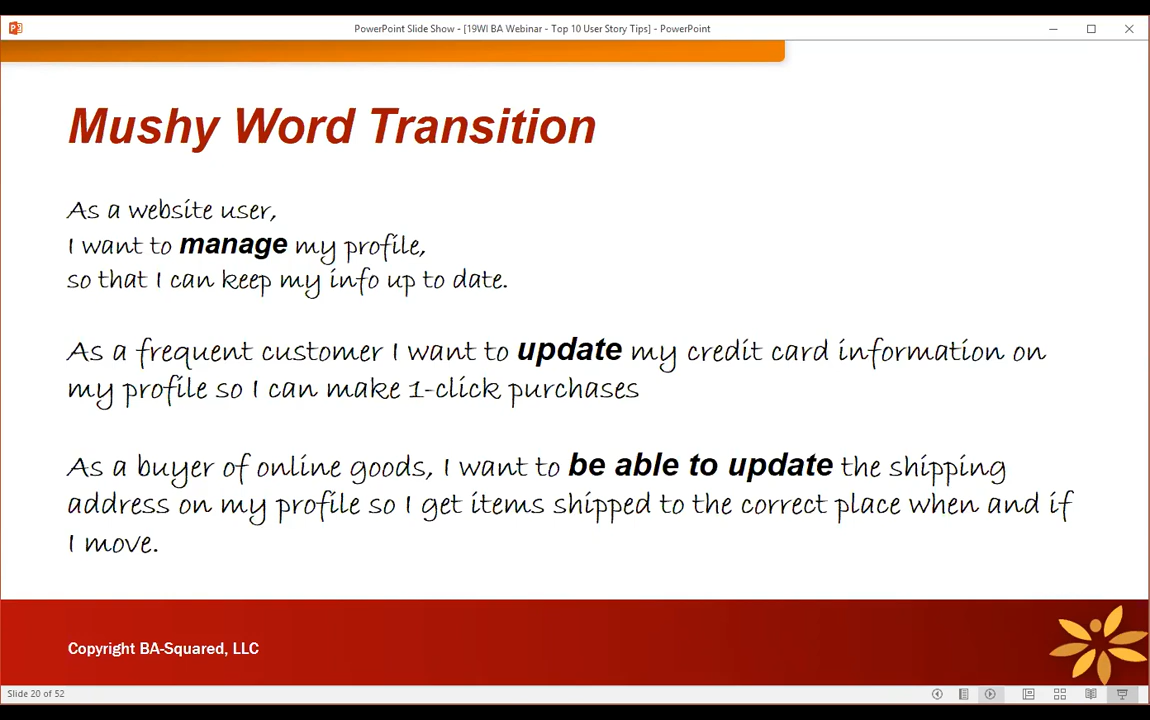 PowerPoint Slide Show - [19WI BA Webinar - Top 10 User Story Tips] - PowerPoint
Mushy Word Transition
As a website user,
I want to manage my profile,
so that I can keep my info up to date.
As a frequent customer I want to update my credit card information on
my profile so I can make 1-click purchases
As a buyer of online goods, I want to be able to update the shipping
address on my profile so I get items shipped to the correct place when and if
I move.
Copyright BA-Squared, LLC
Slide 20 of 52